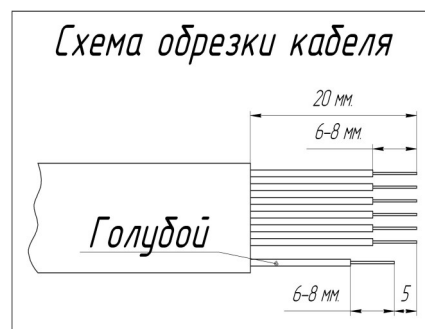 Схема обрезки кабеля
20 мм.
6-8 мм.
Голубой
6-8 мм.
5